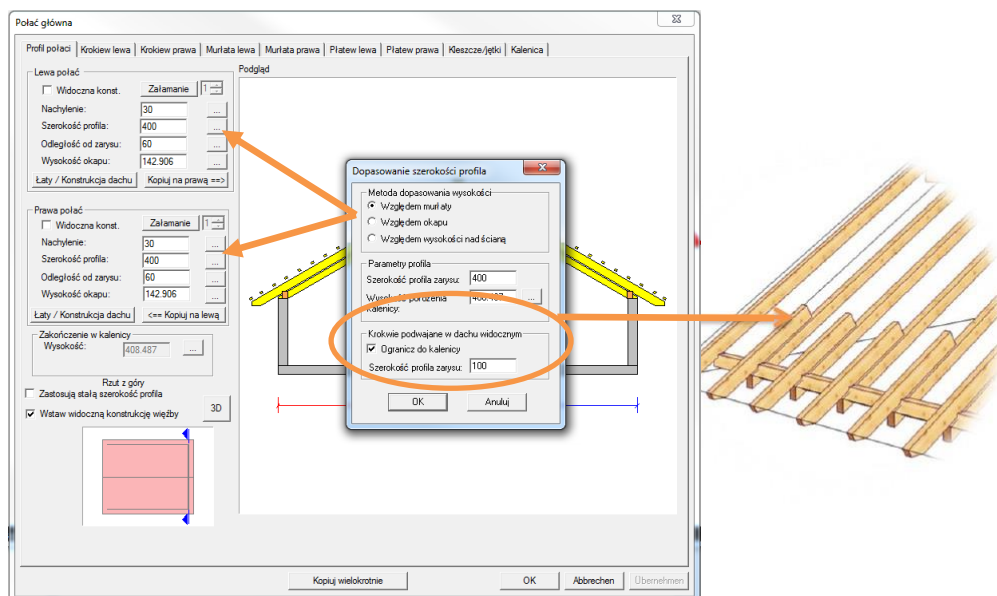 Połać główna
Profil połaci Krokiew lewa Krokiew prawa Murłata lewa Murłata prawa Płatew lewa Płatew prawa Kleszcze/jętki Kalenica
Lewa połać
Widoczna konst. Załamanie 1
Nachylenie: 30 ...
Szerokość profila: 400 ...
Odległość od zarysu: 60 ...
Wysokość okapu: 142.906 ...
Łaty / Konstrukcja dachu Kopiuj na prawą ==>
Prawa połać
Widoczna konst. Załamanie 1
Nachylenie: 30 ...
Szerokość profila: 400 ...
Odległość od zarysu: 60 ...
Wysokość okapu: 142.906 ...
Łaty / Konstrukcja dachu <== Kopiuj na lewą
Zakończenie w kalenicy
Wysokość: 408.487 ...
Rzut z góry
Zastosują stałą szerokość profila
Wstaw widoczną konstrukcję więźby 3D
Podgląd
Dopasowanie szerokości profila
Metoda dopasowania wysokości
Względem murłaty
Względem okapu
Względem wysokości nad ścianą
Parametry profila
Szerokość profila zarysu: 400
Wysokość położenia 408.487 ...
kalenicy:
Krokwie podwajane w dachu widocznym
Ogranicz do kalenicy
Szerokość profila zarysu: 100
OK Anuluj
Kopiuj wielokrotnie OK Abbrechen Übernehmen